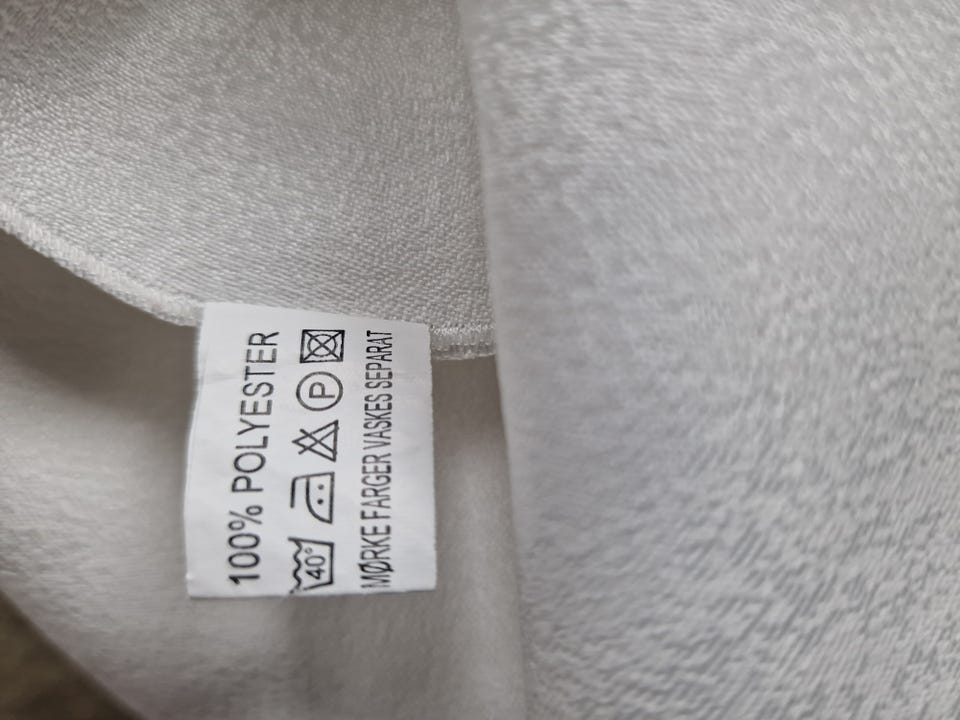 100% POLYESTER
40° P
MØRKE FARGER VASKES SEPARAT